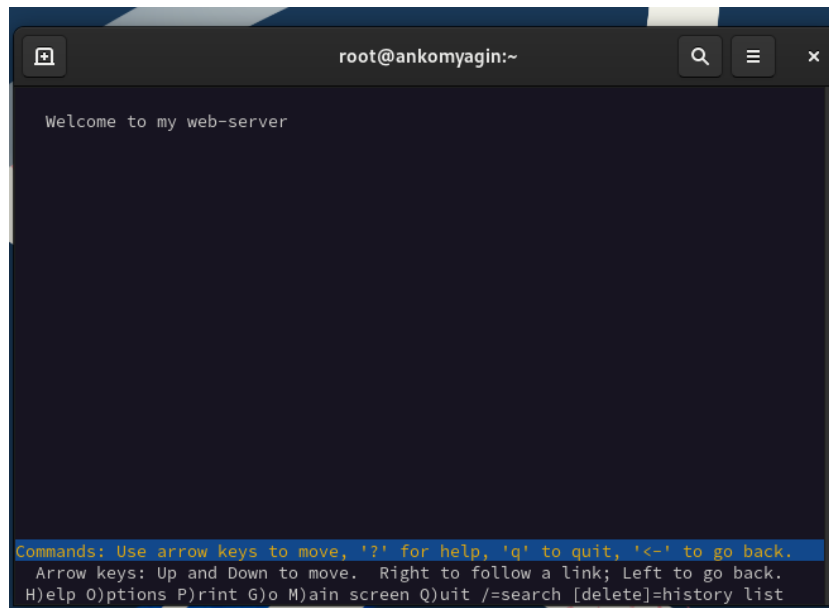 root@ankomyagin:~
Welcome to my web-server
Commands: Use arrow keys to move, '?' for help, 'q' to quit, '<-' to go back.
Arrow keys: Up and Down to move.  Right to follow a link; Left to go back.
H)elp O)ptions P)rint G)o M)ain screen Q)uit /=search [delete]=history list